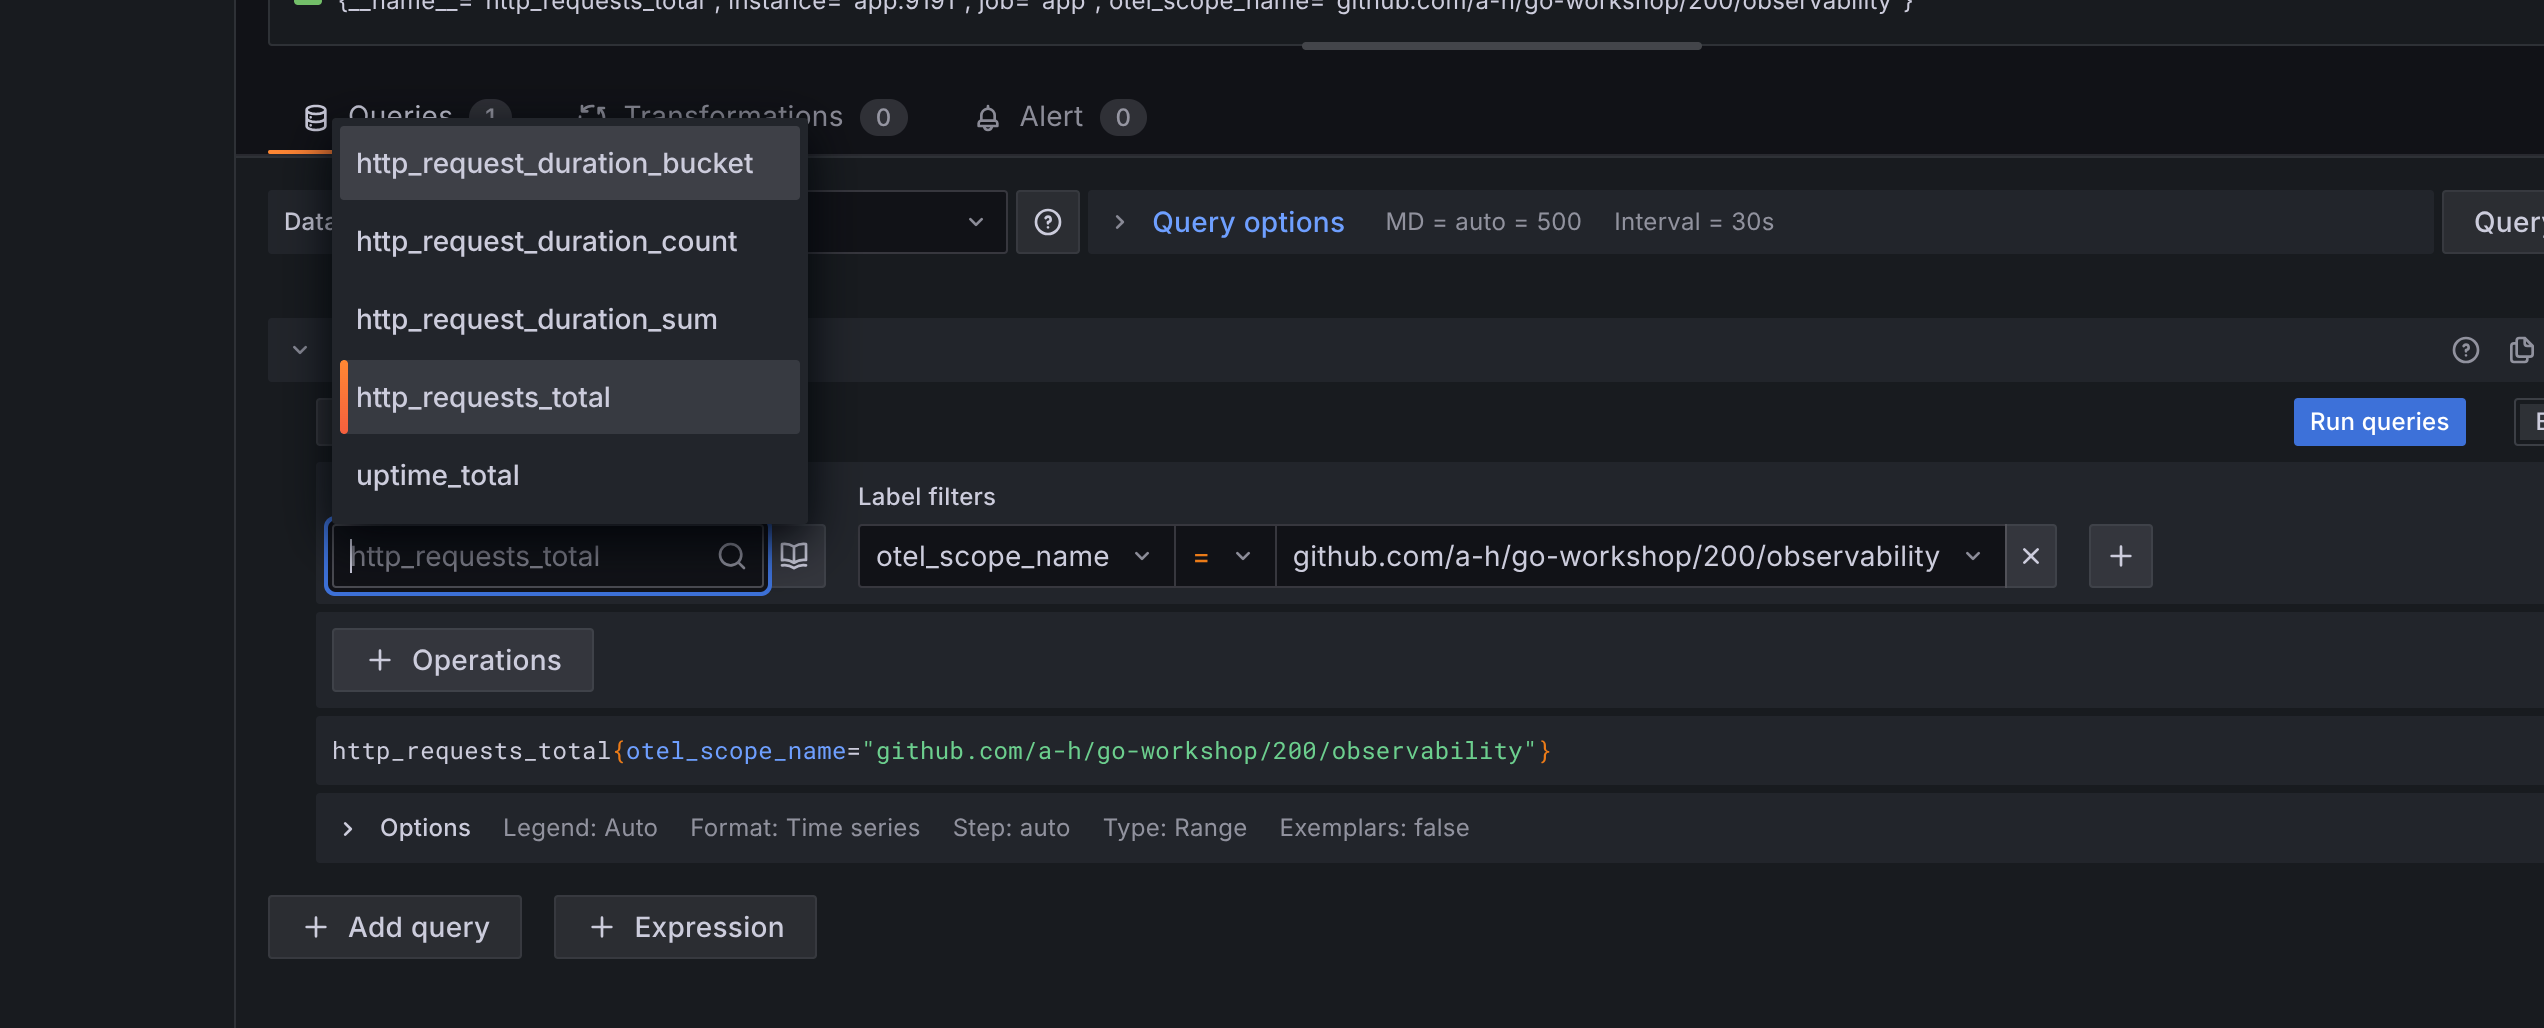 {__name__="http_requests_total", instance="app:9191", job="app", otel_scope_name="github.com/a-h/go-workshop/200/observability"}
Queries 1 Transformations 0 Alert 0
http_request_duration_bucket
Data Query options MD = auto = 500 Interval = 30s Query
http_request_duration_count
http_request_duration_sum
http_requests_total
Run queries
uptime_total
Label filters
http_requests_total otel_scope_name = github.com/a-h/go-workshop/200/observability
Operations
http_requests_total{otel_scope_name="github.com/a-h/go-workshop/200/observability"}
Options Legend: Auto Format: Time series Step: auto Type: Range Exemplars: false
Add query Expression